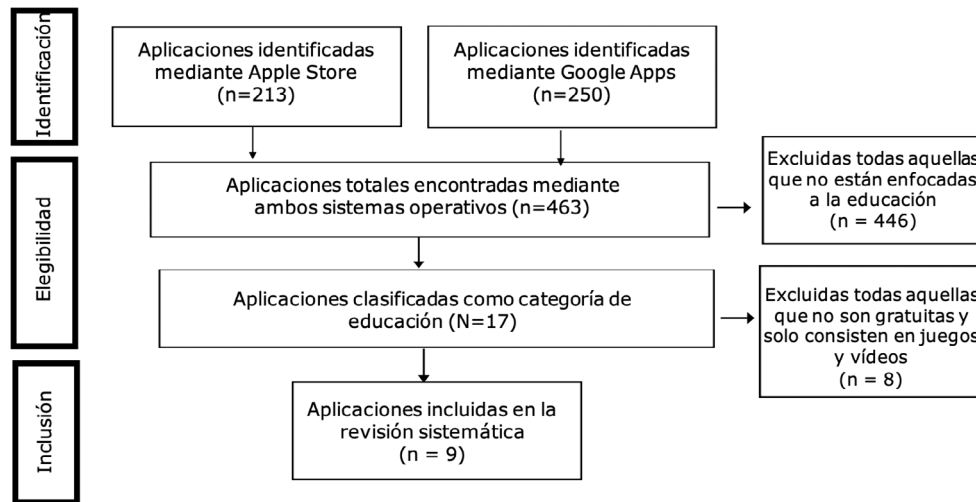 Identificación
Aplicaciones identificadas
mediante Apple Store
(n=213)
Aplicaciones identificadas
mediante Google Apps
(n=250)
Elegibilidad
Aplicaciones totales encontradas mediante
ambos sistemas operativos (n=463)
Excluidas todas aquellas
que no están enfocadas
a la educación
(n = 446)
Aplicaciones clasificadas como categoría de
educación (N=17)
Excluidas todas aquellas
que no son gratuitas y
solo consisten en juegos
y vídeos
(n = 8)
Inclusión
Aplicaciones incluidas en la
revisión sistemática
(n = 9)